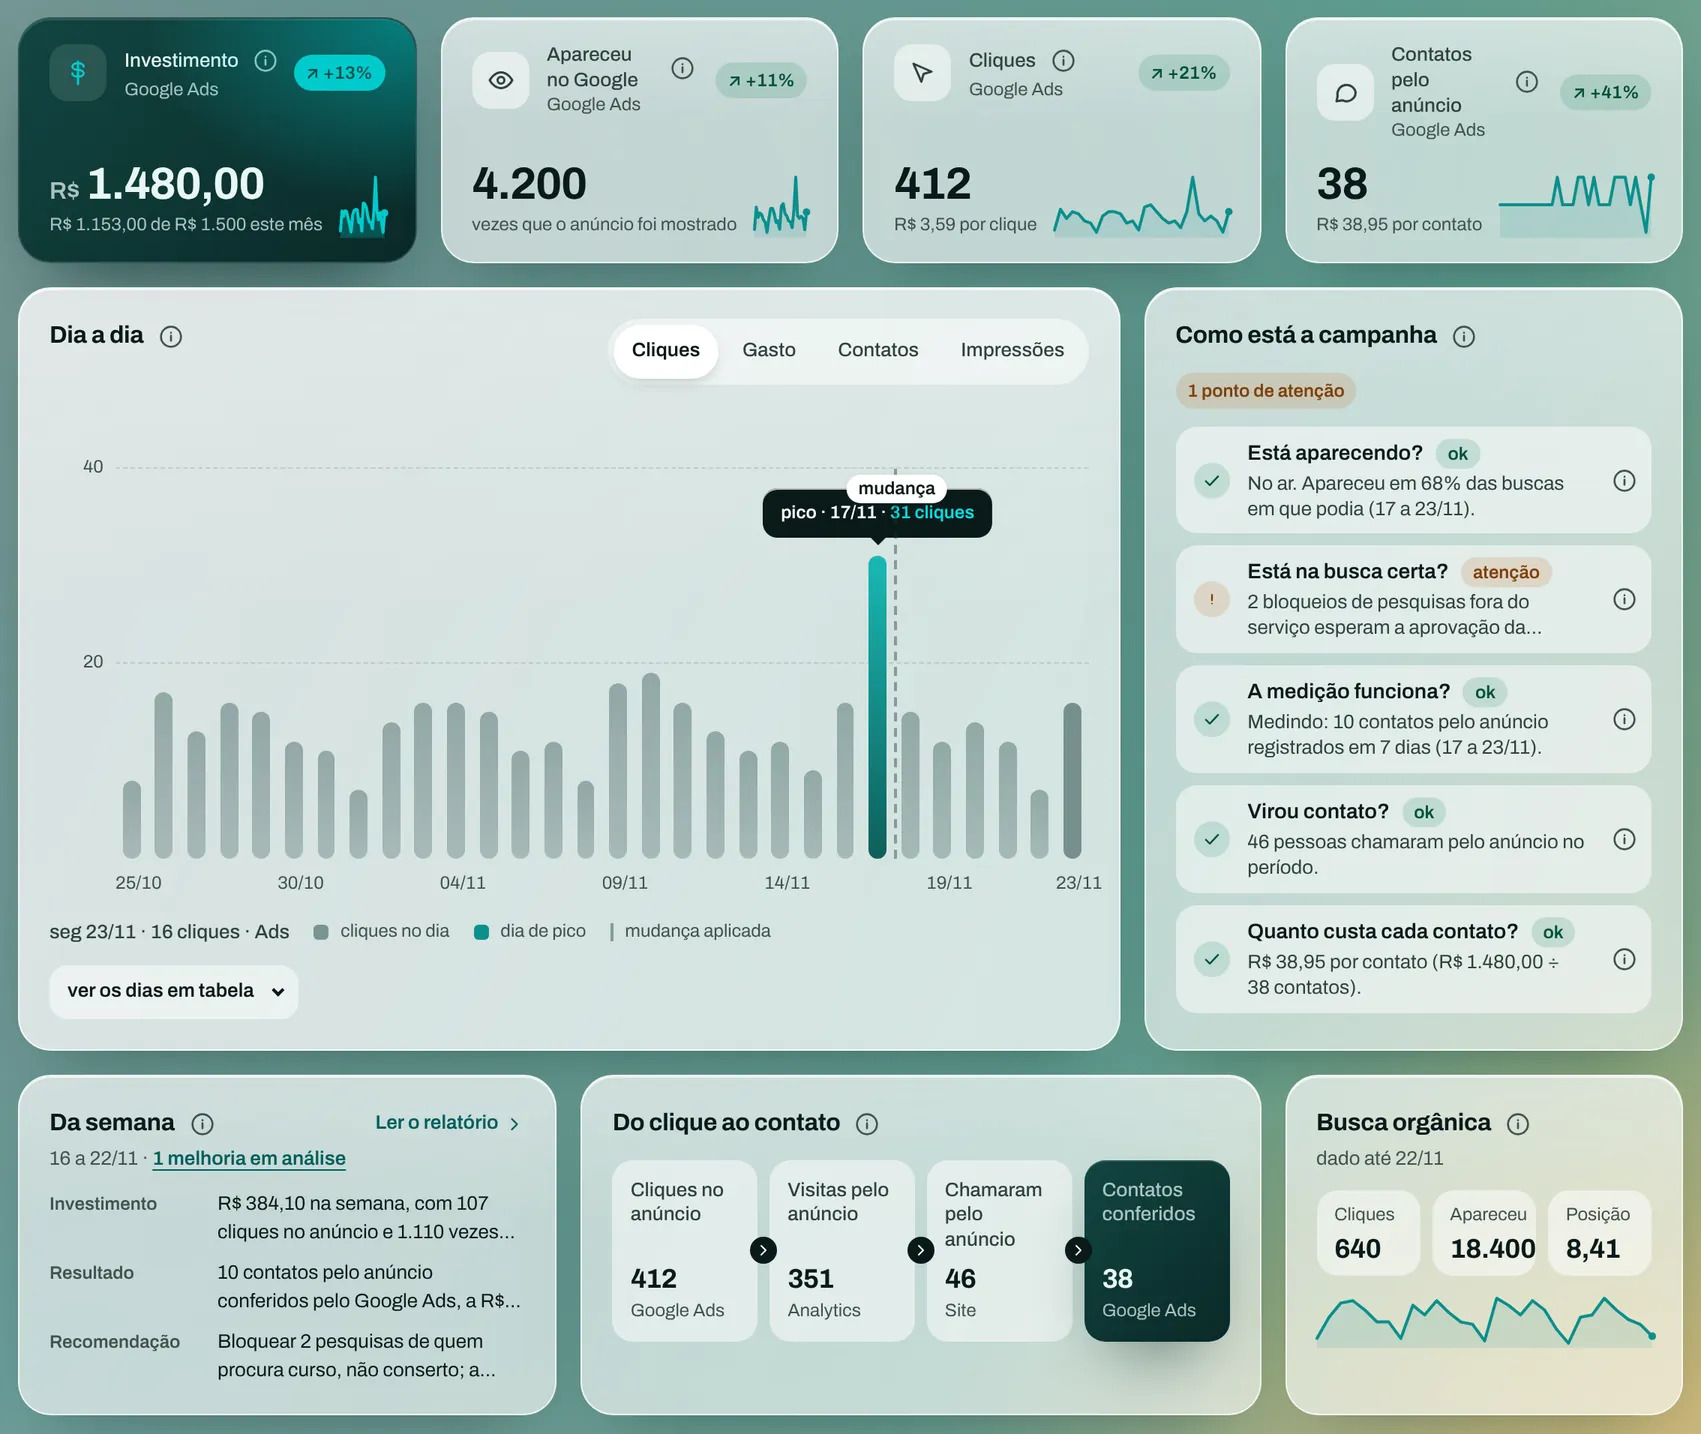 Investimento
Google Ads
+13%
R$ 1.480,00
R$ 1.153,00 de R$ 1.500 este mês
Apareceu
no Google
Google Ads
+11%
4.200
vezes que o anúncio foi mostrado
Cliques
Google Ads
+21%
412
R$ 3,59 por clique
Contatos
pelo
anúncio
Google Ads
+41%
38
R$ 38,95 por contato
Dia a dia
Cliques
Gasto
Contatos
Impressões
40
20
mudança
pico · 17/11 · 31 cliques
25/10
30/10
04/11
09/11
14/11
19/11
23/11
seg 23/11 · 16 cliques · Ads
cliques no dia
dia de pico
mudança aplicada
ver os dias em tabela
Como está a campanha
1 ponto de atenção
Está aparecendo? ok
No ar. Apareceu em 68% das buscas
em que podia (17 a 23/11).
Está na busca certa? atenção
2 bloqueios de pesquisas fora do
serviço esperam a aprovação da...
A medição funciona? ok
Medindo: 10 contatos pelo anúncio
registrados em 7 dias (17 a 23/11).
Virou contato? ok
46 pessoas chamaram pelo anúncio no
período.
Quanto custa cada contato? ok
R$ 38,95 por contato (R$ 1.480,00 ÷
38 contatos).
Da semana
Ler o relatório
16 a 22/11 · 1 melhoria em análise
Investimento
R$ 384,10 na semana, com 107
cliques no anúncio e 1.110 vezes...
Resultado
10 contatos pelo anúncio
conferidos pelo Google Ads, a R$...
Recomendação
Bloquear 2 pesquisas de quem
procura curso, não conserto; a...
Do clique ao contato
Cliques no
anúncio
412
Google Ads
Visitas pelo
anúncio
351
Analytics
Chamaram
pelo
anúncio
46
Site
Contatos
conferidos
38
Google Ads
Busca orgânica
dado até 22/11
Cliques
640
Apareceu
18.400
Posição
8,41